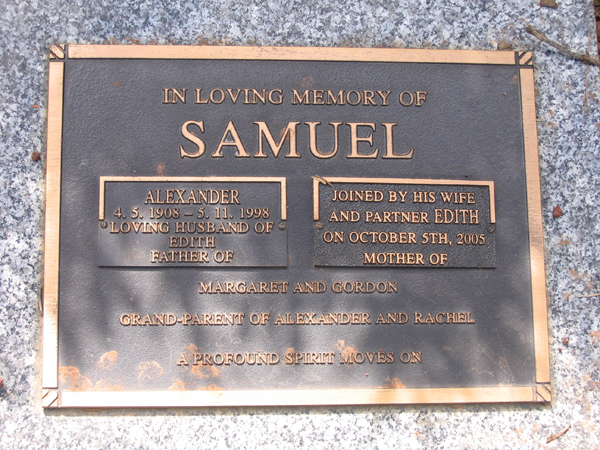 IN LOVING MEMORY OF
SAMUEL
ALEXANDER
4. 5. 1908 – 5. 11. 1998
LOVING HUSBAND OF
EDITH
FATHER OF
JOINED BY HIS WIFE
AND PARTNER EDITH
ON OCTOBER 5TH, 2005
MOTHER OF
MARGARET AND GORDON
GRAND-PARENT OF ALEXANDER AND RACHEL
A PROFOUND SPIRIT MOVES ON